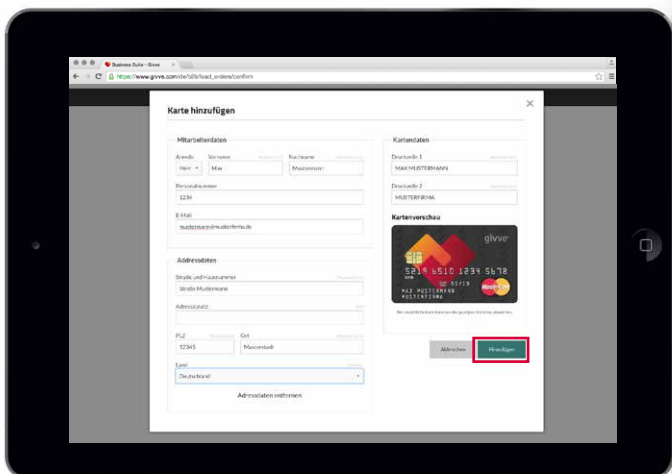 Business Suite - Givve
https://www.givve.com/de/b2b/load_orders/confirm
Karte hinzufügen
Mitarbeiterdaten
Anrede
Vorname
Nachname
Herr
Max
Mustermann
Personalnummer
1234
E-Mail
mustermann@musterfirma.de
Addressdaten
Straße und Hausnummer
Straße Mustermann
Adresszusatz
PLZ
Ort
12345
Musterstadt
Land
Deutschland
Adressdaten entfernen
Kartendaten
Druckzeile 1
MAX MUSTERMANN
Druckzeile 2
MUSTERFIRMA
Kartenvorschau
givve
5219 6510 1234 5678
MAX MUSTERMANN
MUSTERFIRMA
MasterCard
Abbrechen
Hinzufügen